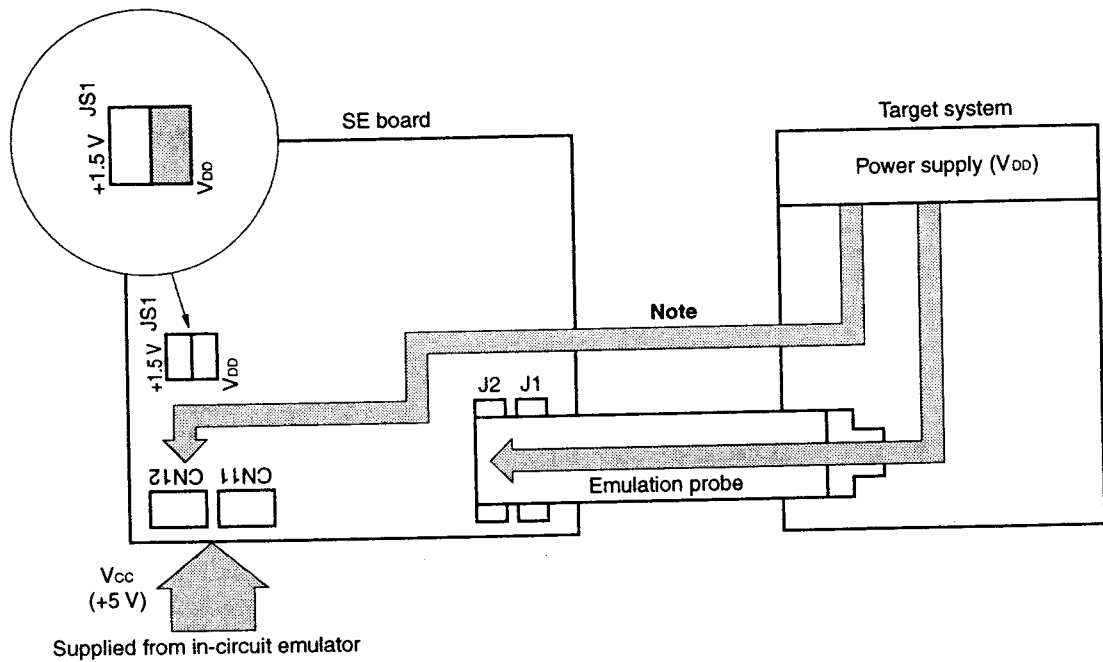 JS1
+1.5 V
VDD
SE board
Target system
Power supply (VDD)
JS1
+1.5 V
VDD
Note
J2 J1
CN12
CN11
Emulation probe
VCC
(+5 V)
Supplied from in-circuit emulator